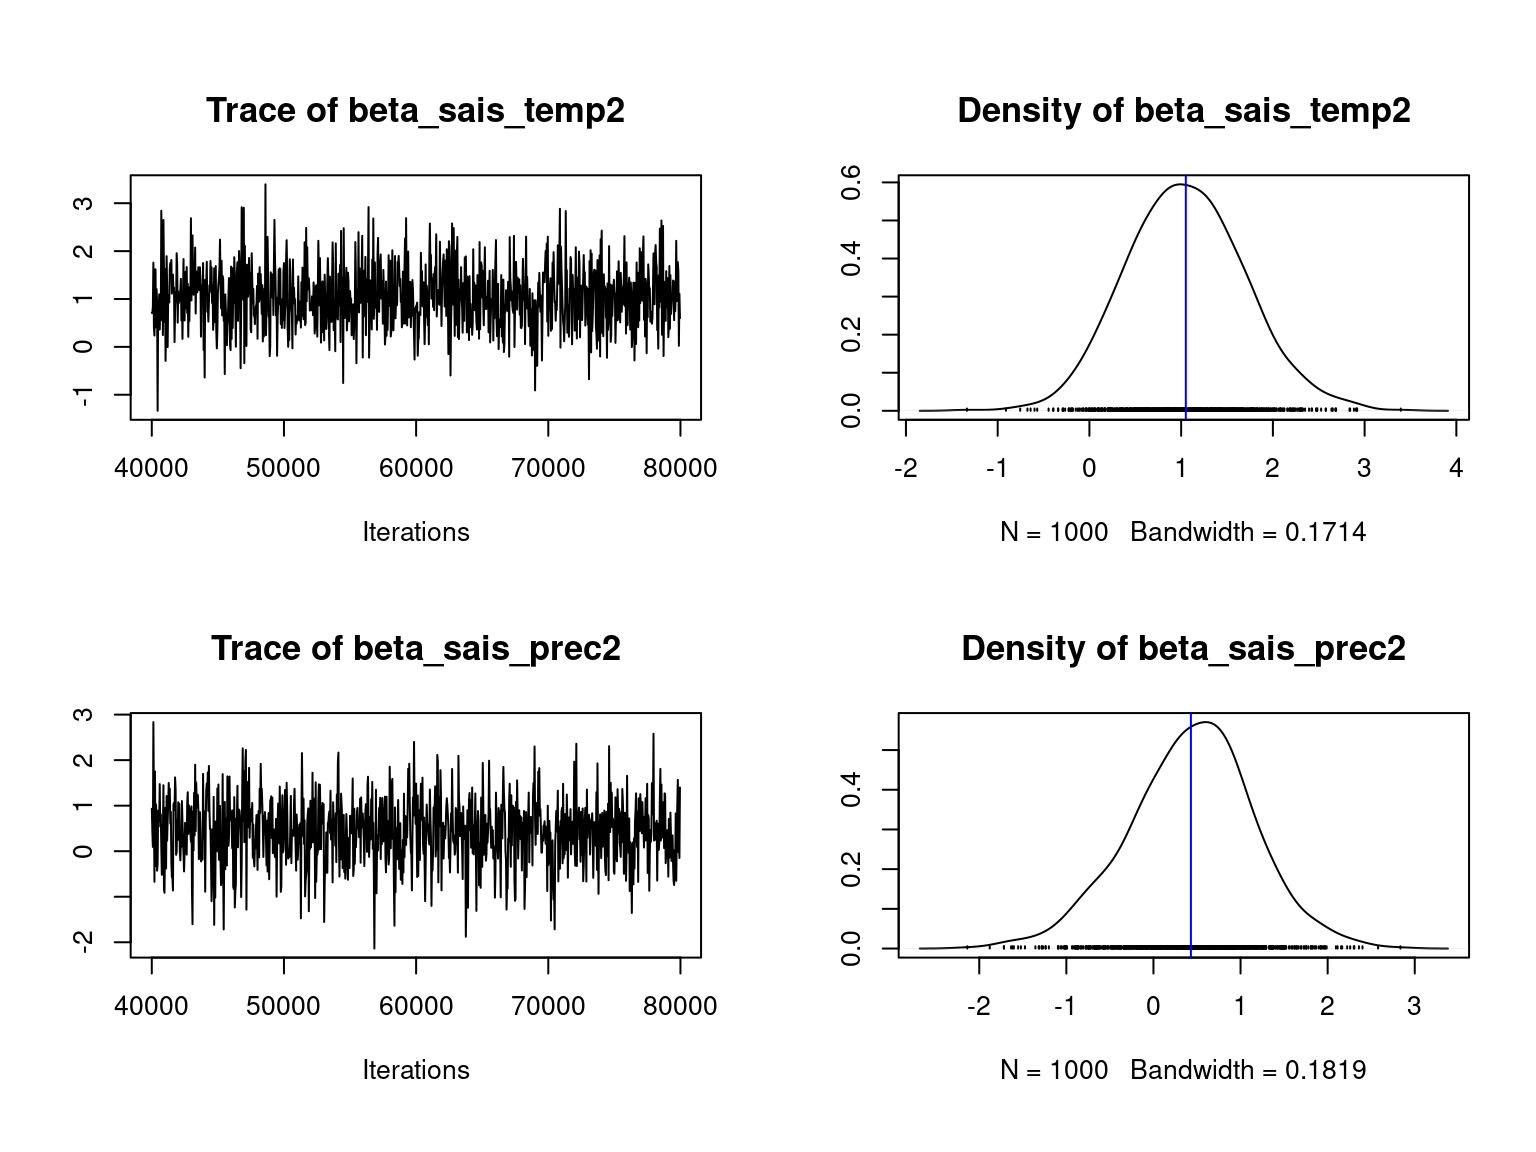 Trace of beta_sais_temp2
3
2
1
0
-1
40000 50000 60000 70000 80000
Iterations
Density of beta_sais_temp2
0.6
0.4
0.2
0.0
-2 -1 0 1 2 3 4
N = 1000 Bandwidth = 0.1714
Trace of beta_sais_prec2
3
2
1
0
-2
40000 50000 60000 70000 80000
Iterations
Density of beta_sais_prec2
0.4
0.2
0.0
-2 -1 0 1 2 3
N = 1000 Bandwidth = 0.1819